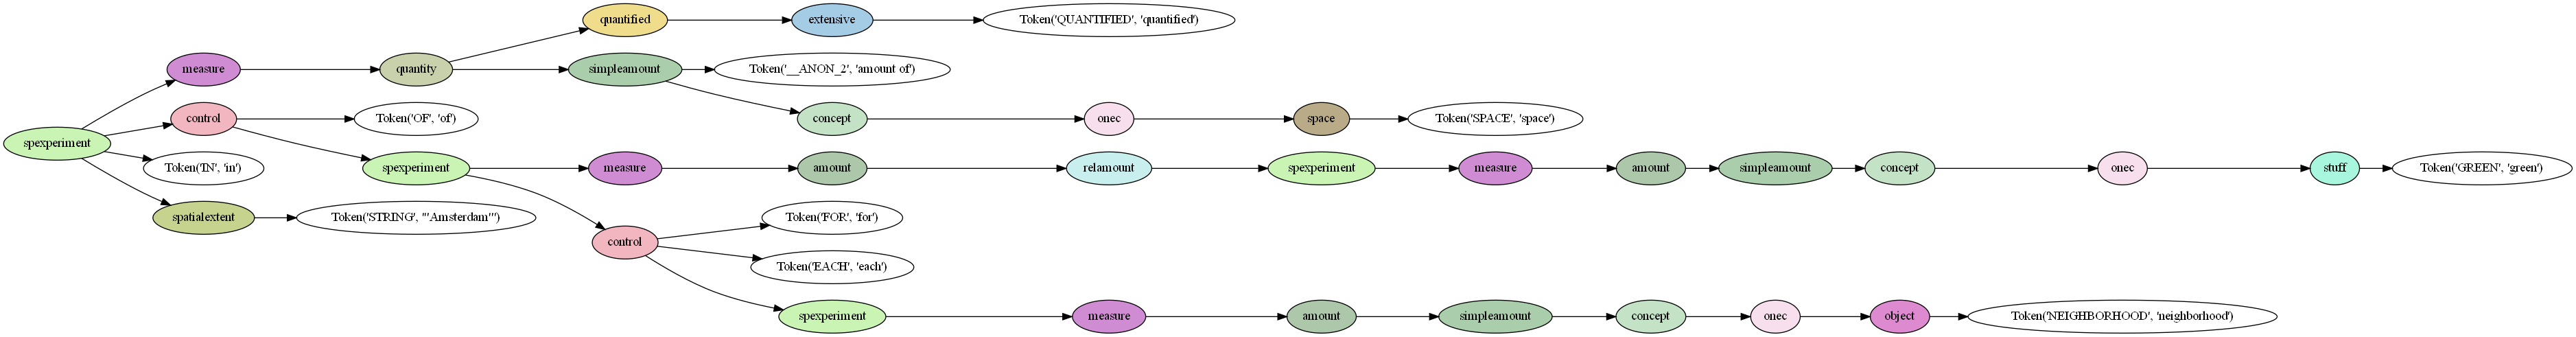 quantified
extensive
Token('QUANTIFIED', 'quantified')
measure
quantity
simpleamount
Token('__ANON_2', 'amount of')
control
Token('OF', 'of')
concept
onec
space
Token('SPACE', 'space')
spexperiment
Token('IN', 'in')
spexperiment
measure
amount
relamount
spexperiment
measure
amount
simpleamount
concept
onec
stuff
Token('GREEN', 'green')
spatialextent
Token('STRING', "'Amsterdam'")
Token('FOR', 'for')
control
Token('EACH', 'each')
spexperiment
measure
amount
simpleamount
concept
onec
object
Token('NEIGHBORHOOD', 'neighborhood')